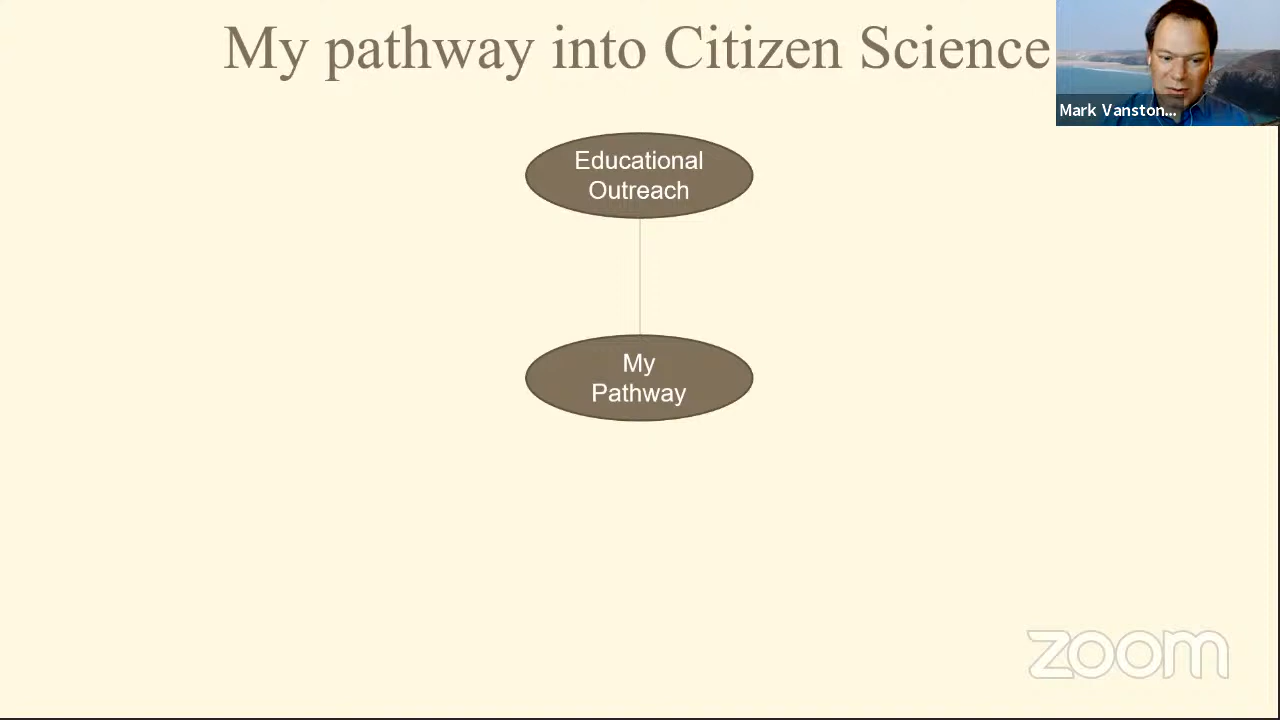 My pathway into Citizen Science
Mark Vanston...
Educational
Outreach
My
Pathway
zoom